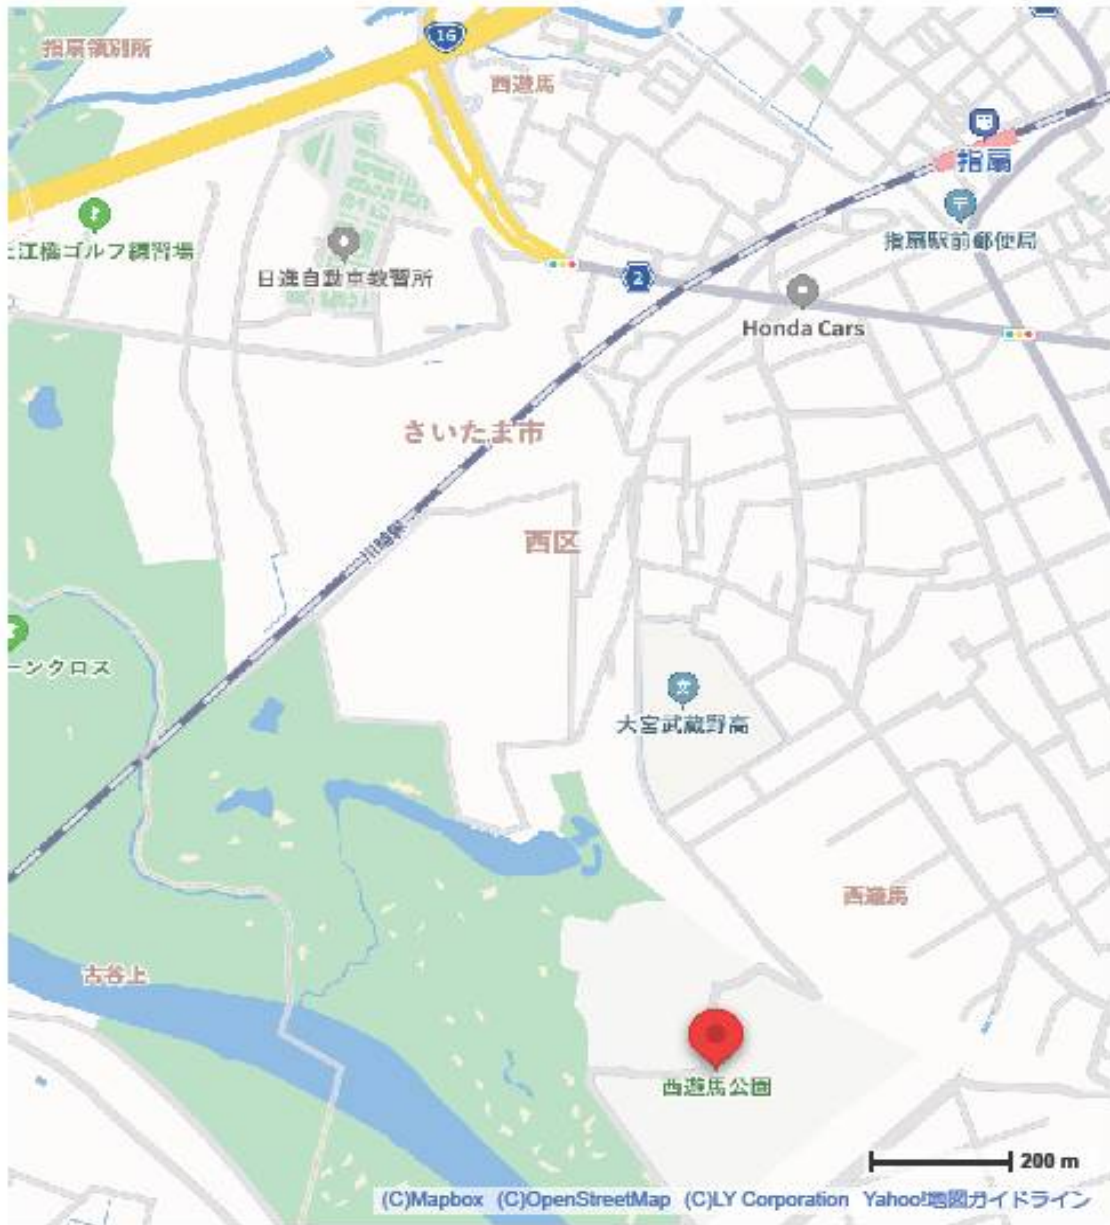 16
指扇領別所
西遊馬
指扇
指扇駅前郵便局
三江橋ゴルフ練習場
日進自動車教習所
2
Honda Cars
さいたま市
川越線
西区
ーンクロス
大宮武蔵野高
西遊馬
古谷上
西遊馬公園
200 m
(C)Mapbox (C)OpenStreetMap (C)LY Corporation Yahoo!地図ガイドライン